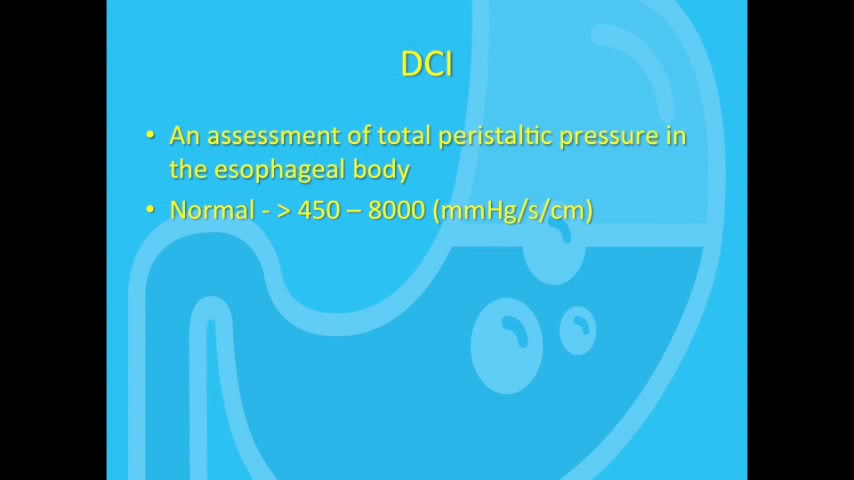 DCI
• An assessment of total peristaltic pressure in
the esophageal body
• Normal - > 450 – 8000 (mmHg/s/cm)